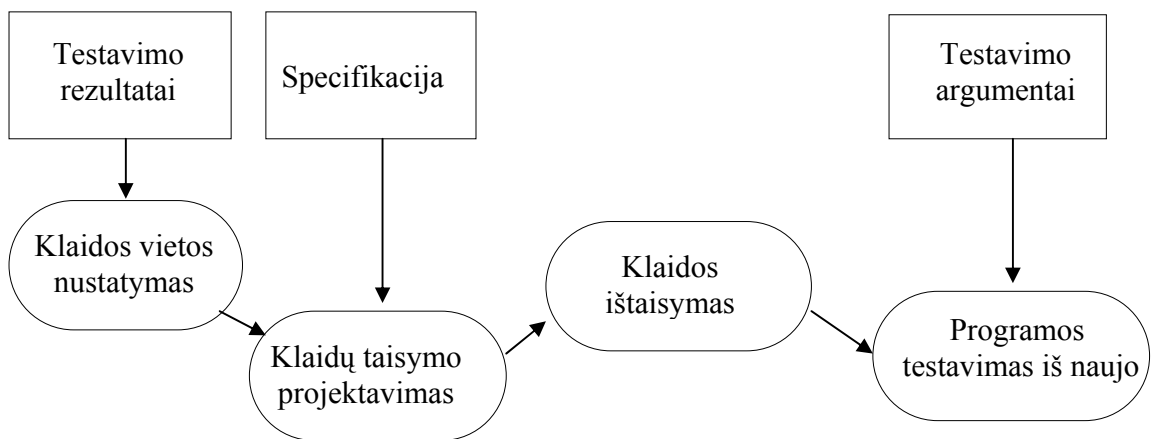 Testavimo
rezultatai
Specifikacija
Testavimo
argumentai
Klaidos vietos
nustatymas
Klaidų taisymo
projektavimas
Klaidos
ištaisymas
Programos
testavimas iš naujo